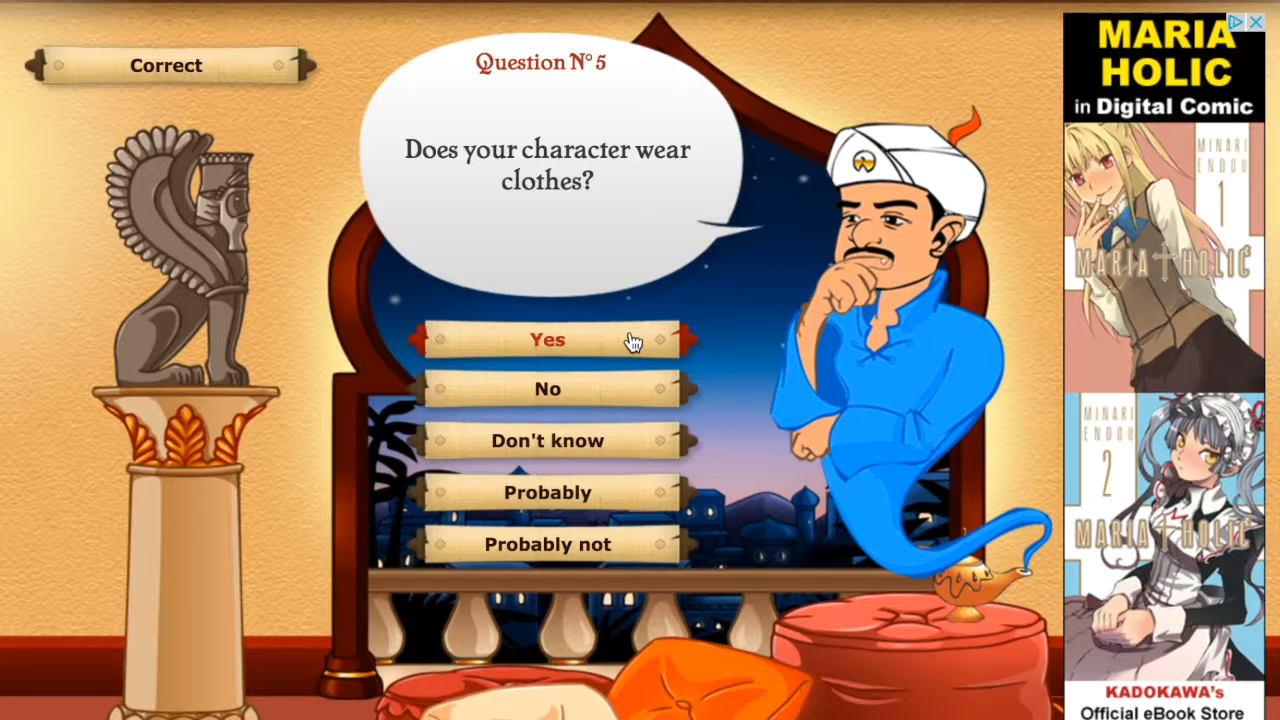 Correct
Question N° 5
Does your character wear
clothes?
Yes
No
Don't know
Probably
Probably not
MARIA
HOLIC
in Digital Comic
MINARI
ENDOU
1
MARIA HOLIC
MINARI
ENDOU
2
MARIA HOLIC
KADOKAWA's
Official eBook Store